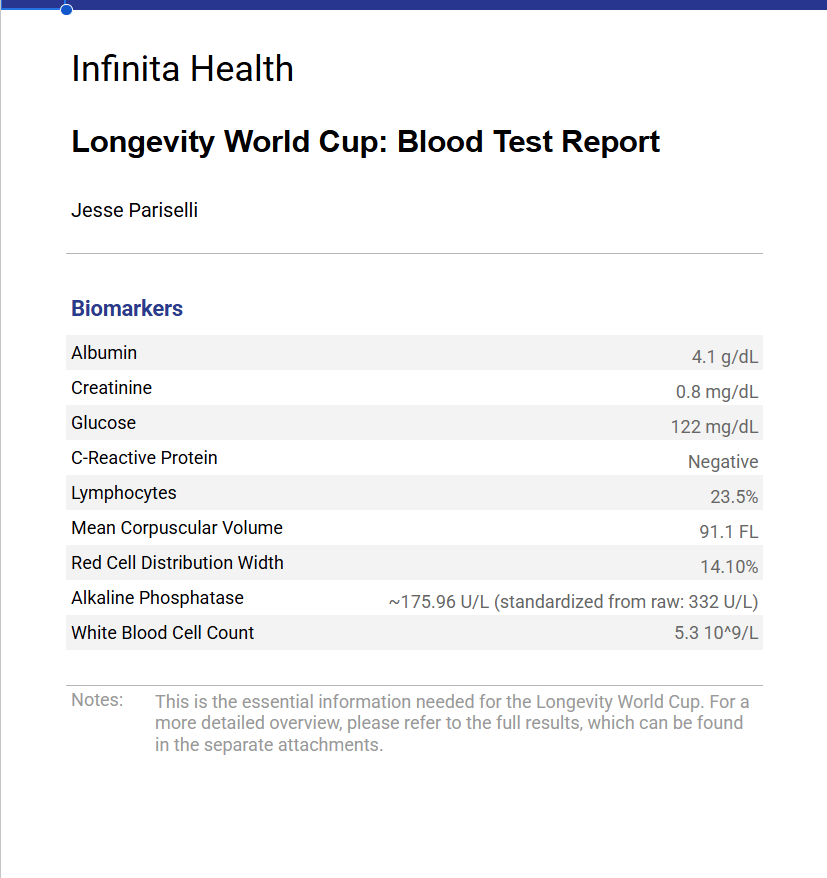 Infinita Health
Longevity World Cup: Blood Test Report
Jesse Pariselli
Biomarkers
Albumin 4.1 g/dL
Creatinine 0.8 mg/dL
Glucose 122 mg/dL
C-Reactive Protein Negative
Lymphocytes 23.5%
Mean Corpuscular Volume 91.1 FL
Red Cell Distribution Width 14.10%
Alkaline Phosphatase ~175.96 U/L (standardized from raw: 332 U/L)
White Blood Cell Count 5.3 10^9/L
Notes: This is the essential information needed for the Longevity World Cup. For a
more detailed overview, please refer to the full results, which can be found
in the separate attachments.